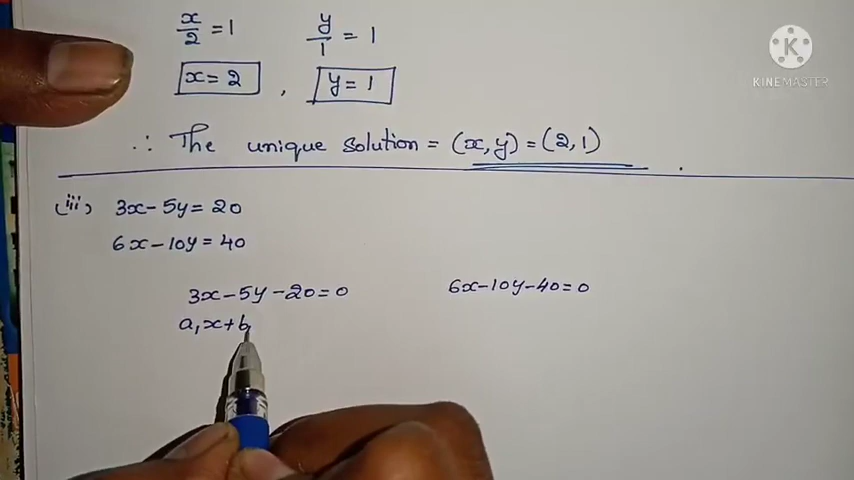 x/2 = 1 y/1 = 1
x = 2 , y = 1
∴ The unique solution = (x,y) = (2,1)
(iii) 3x - 5y = 20
6x - 10y = 40
3x - 5y - 20 = 0 6x - 10y - 40 = 0
a₁x + b
KINEMASTER